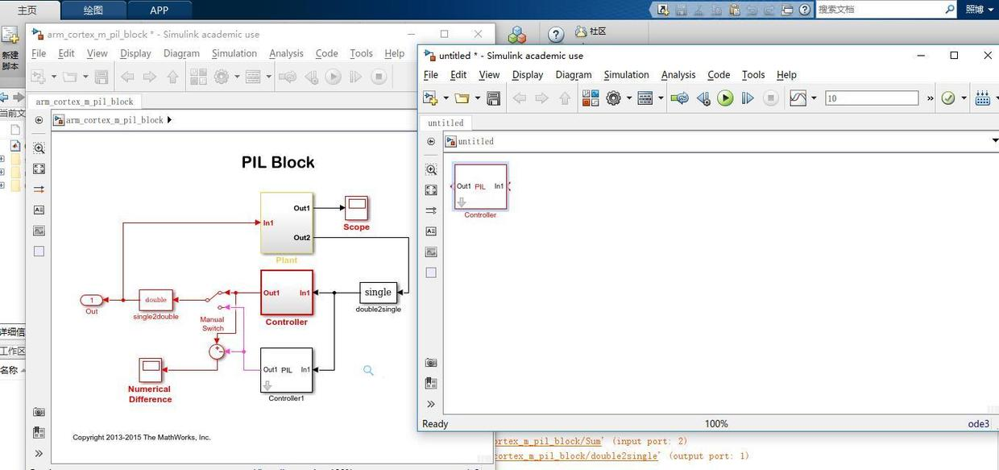 主页 绘图 APP
搜索文档 照博
社区
新建
脚本
当前文
详细信
工作区
名称
arm_cortex_m_pil_block * - Simulink academic use
File Edit View Display Diagram Simulation Analysis Code Tools Help
arm_cortex_m_pil_block
arm_cortex_m_pil_block
PIL Block
Out1
In1
Out2
Scope
Plant
1
Out
double
single2double
Manual
Switch
Out1 In1
Controller
single
double2single
Out1 PIL In1
Controller1
Numerical
Difference
Copyright 2013-2015 The MathWorks, Inc.
untitled * - Simulink academic use
File Edit View Display Diagram Simulation Analysis Code Tools Help
10
untitled
untitled
Out1 PIL In1
Controller
Ready 100% ode3
ortex_m_pil_block/Sum' (input port: 2)
cortex_m_pil_block/double2single' (output port: 1)